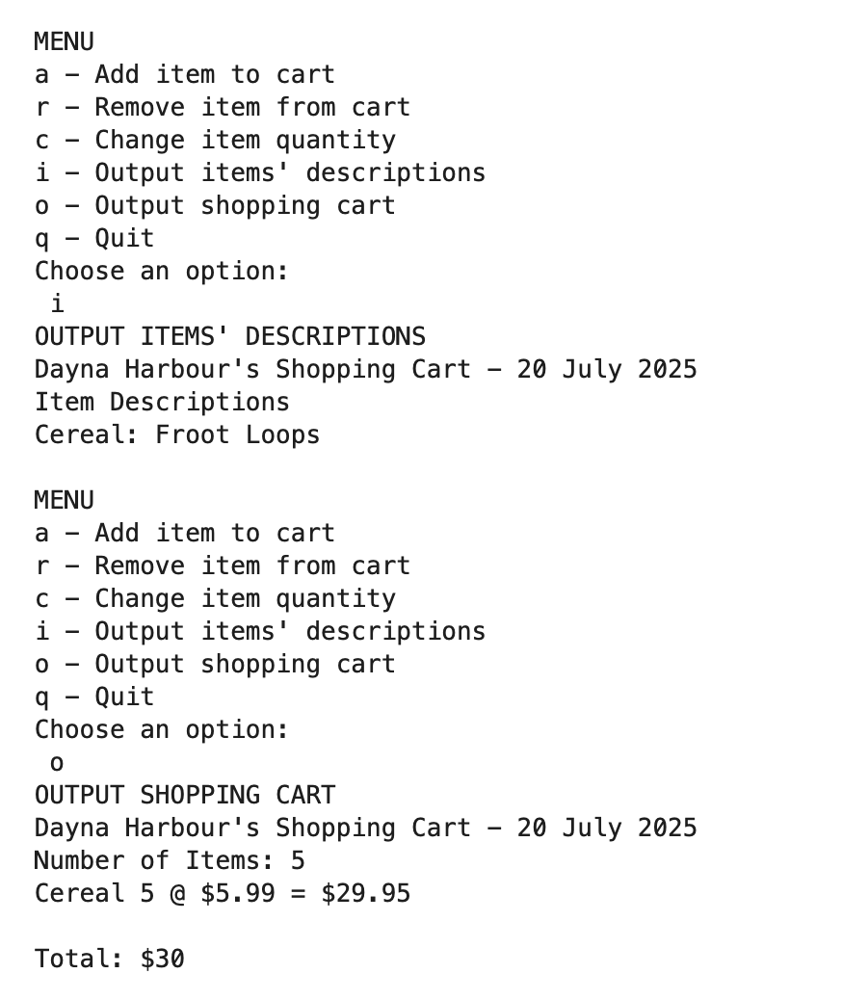 MENU
a - Add item to cart
r - Remove item from cart
c - Change item quantity
i - Output items' descriptions
o - Output shopping cart
q - Quit
Choose an option:
i
OUTPUT ITEMS' DESCRIPTIONS
Dayna Harbour's Shopping Cart - 20 July 2025
Item Descriptions
Cereal: Froot Loops
MENU
a - Add item to cart
r - Remove item from cart
c - Change item quantity
i - Output items' descriptions
o - Output shopping cart
q - Quit
Choose an option:
o
OUTPUT SHOPPING CART
Dayna Harbour's Shopping Cart - 20 July 2025
Number of Items: 5
Cereal 5 @ $5.99 = $29.95
Total: $30